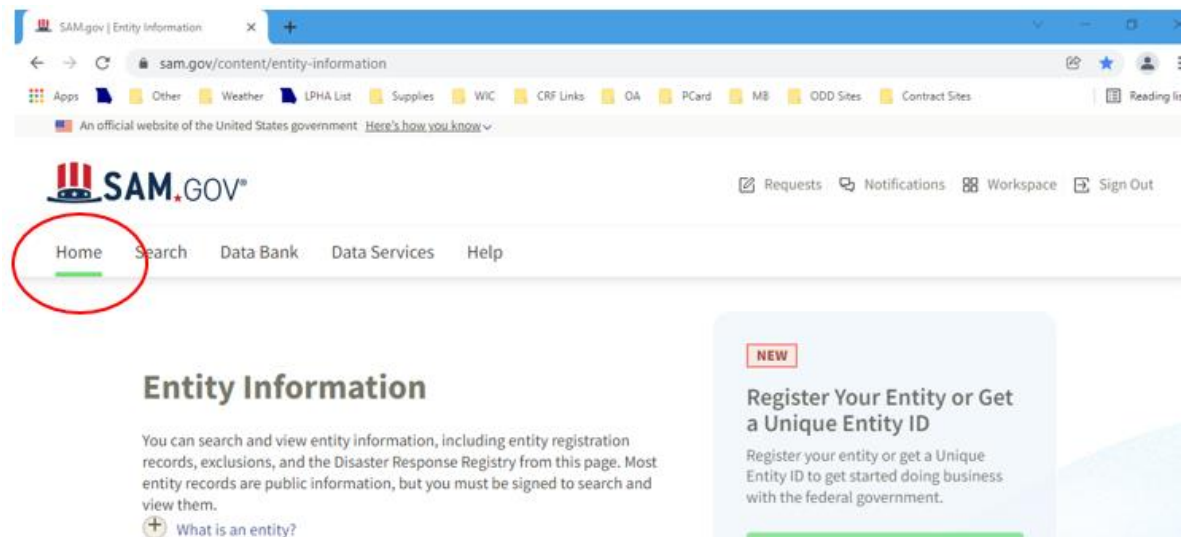 SAM.gov | Entity Information
sam.gov/content/entity-information
Apps Other Weather LPHA List Supplies WIC CRF Links OA PCard MB ODD Sites Contract Sites Reading
An official website of the United States government Here's how you know
SAM.GOV®
Requests Notifications Workspace Sign Out
Home Search Data Bank Data Services Help
NEW
Entity Information
Register Your Entity or Get
a Unique Entity ID
You can search and view entity information, including entity registration
records, exclusions, and the Disaster Response Registry from this page. Most
entity records are public information, but you must be signed to search and
view them.
What is an entity?
Register your entity or get a Unique
Entity ID to get started doing business
with the federal government.